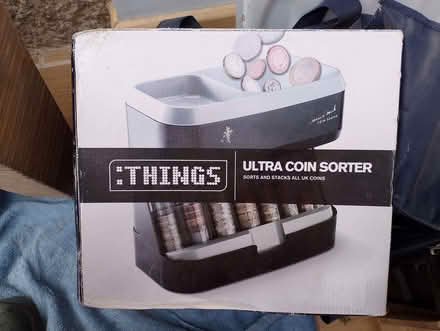 :THINGS
ULTRA COIN SORTER
SORTS AND STACKS ALL UK COINS